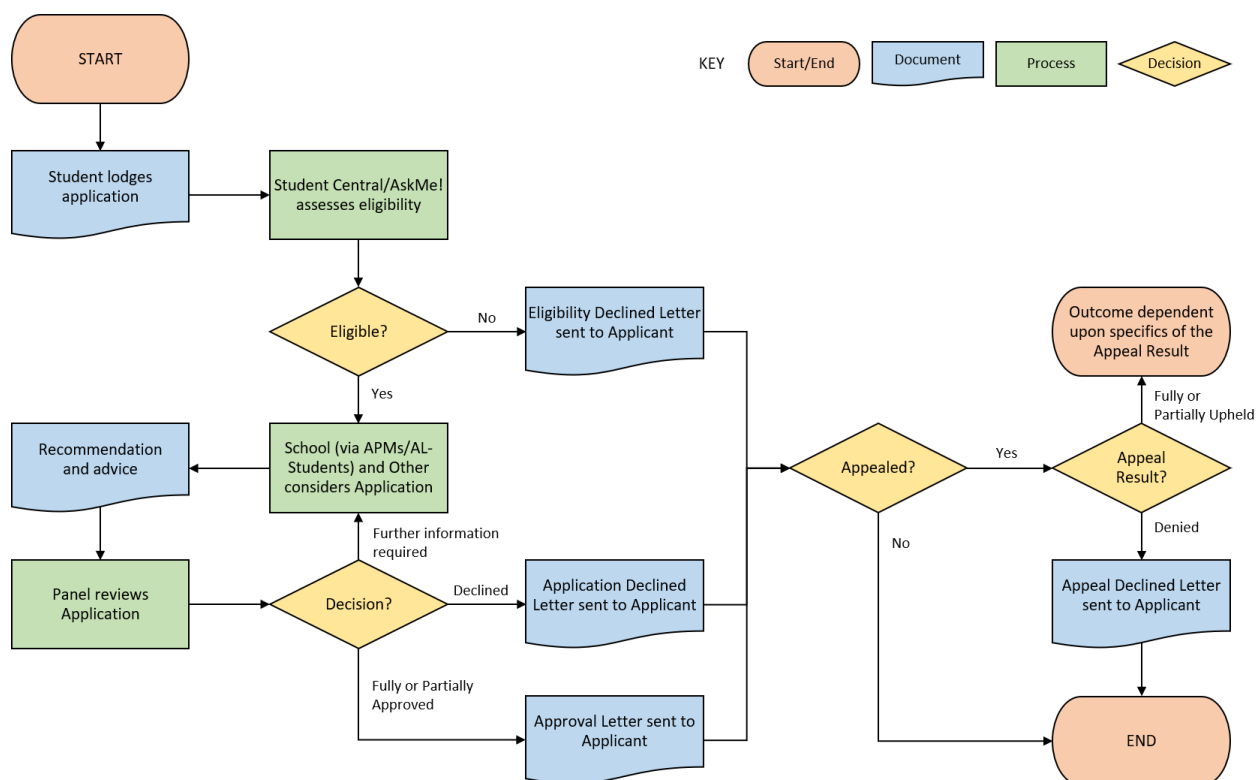 START
KEY
Start/End
Document
Process
Decision
Student lodges
application
Student Central/AskMe!
assesses eligibility
Eligible?
No
Eligibility Declined Letter
sent to Applicant
Outcome dependent
upon specifics of the
Appeal Result
Yes
Fully or
Partially Upheld
Recommendation
and advice
School (via APMs/AL-
Students) and Other
considers Application
Appealed?
Yes
Appeal
Result?
Further information
required
No
Denied
Panel reviews
Application
Decision?
Declined
Application Declined
Letter sent to Applicant
Appeal Declined Letter
sent to Applicant
Fully or Partially
Approved
Approval Letter sent to
Applicant
END